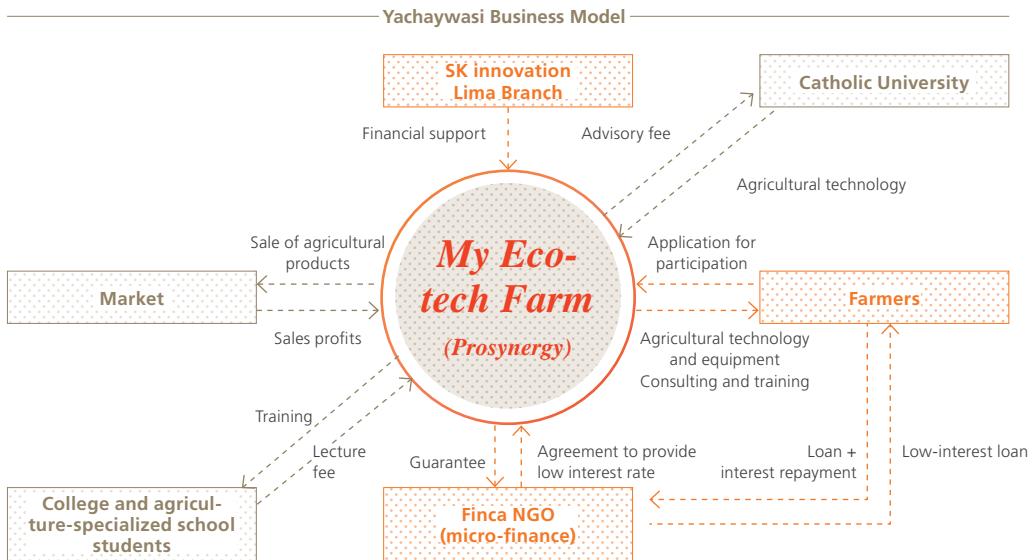 Yachaywasi Business Model
SK innovation
Lima Branch
Catholic University
Financial support
Advisory fee
Agricultural technology
Sale of agricultural
products
Application for
participation
My Eco-
tech Farm
(Prosynergy)
Market
Farmers
Sales profits
Agricultural technology
and equipment
Consulting and training
Training
Lecture
fee
Guarantee
Agreement to provide
low interest rate
Loan +
interest repayment
Low-interest loan
College and agricul-
ture-specialized school
students
Finca NGO
(micro-finance)